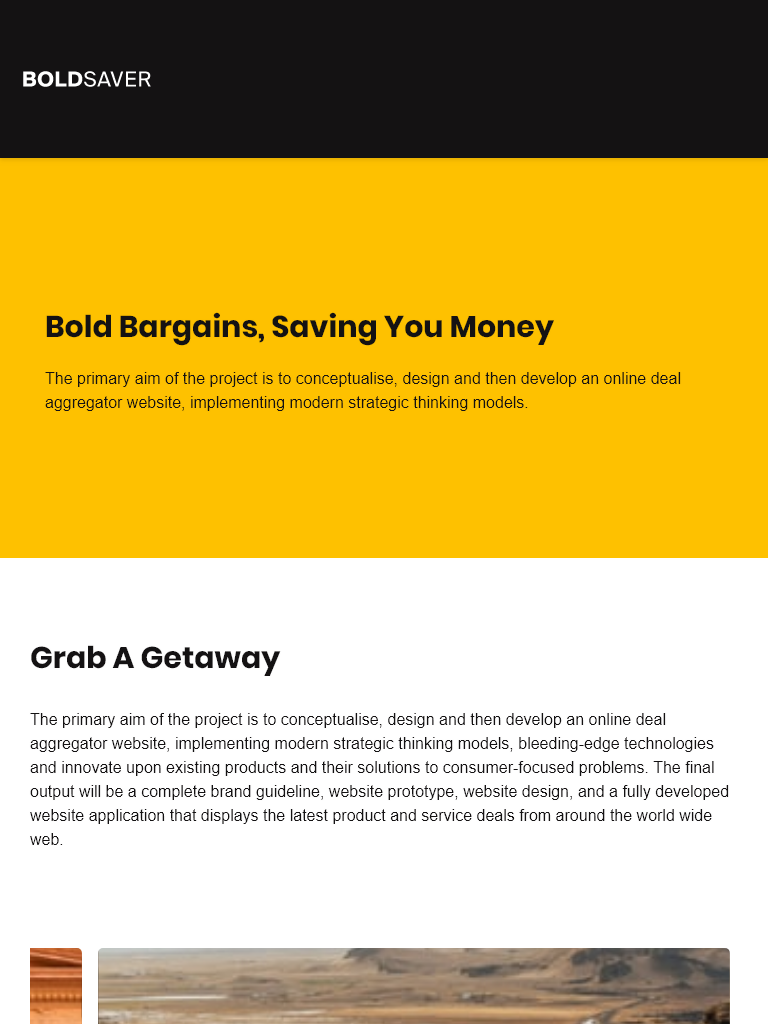 BOLDSAVER
Bold Bargains, Saving You Money
The primary aim of the project is to conceptualise, design and then develop an online deal
aggregator website, implementing modern strategic thinking models.
Grab A Getaway
The primary aim of the project is to conceptualise, design and then develop an online deal
aggregator website, implementing modern strategic thinking models, bleeding-edge technologies
and innovate upon existing products and their solutions to consumer-focused problems. The final
output will be a complete brand guideline, website prototype, website design, and a fully developed
website application that displays the latest product and service deals from around the world wide
web.